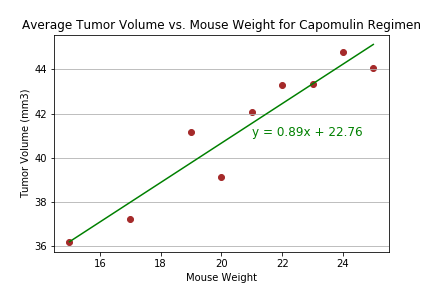 Average Tumor Volume vs. Mouse Weight for Capomulin Regimen
Tumor Volume (mm3)
44
42
40
38
36
y = 0.89x + 22.76
16 18 20 22 24
Mouse Weight